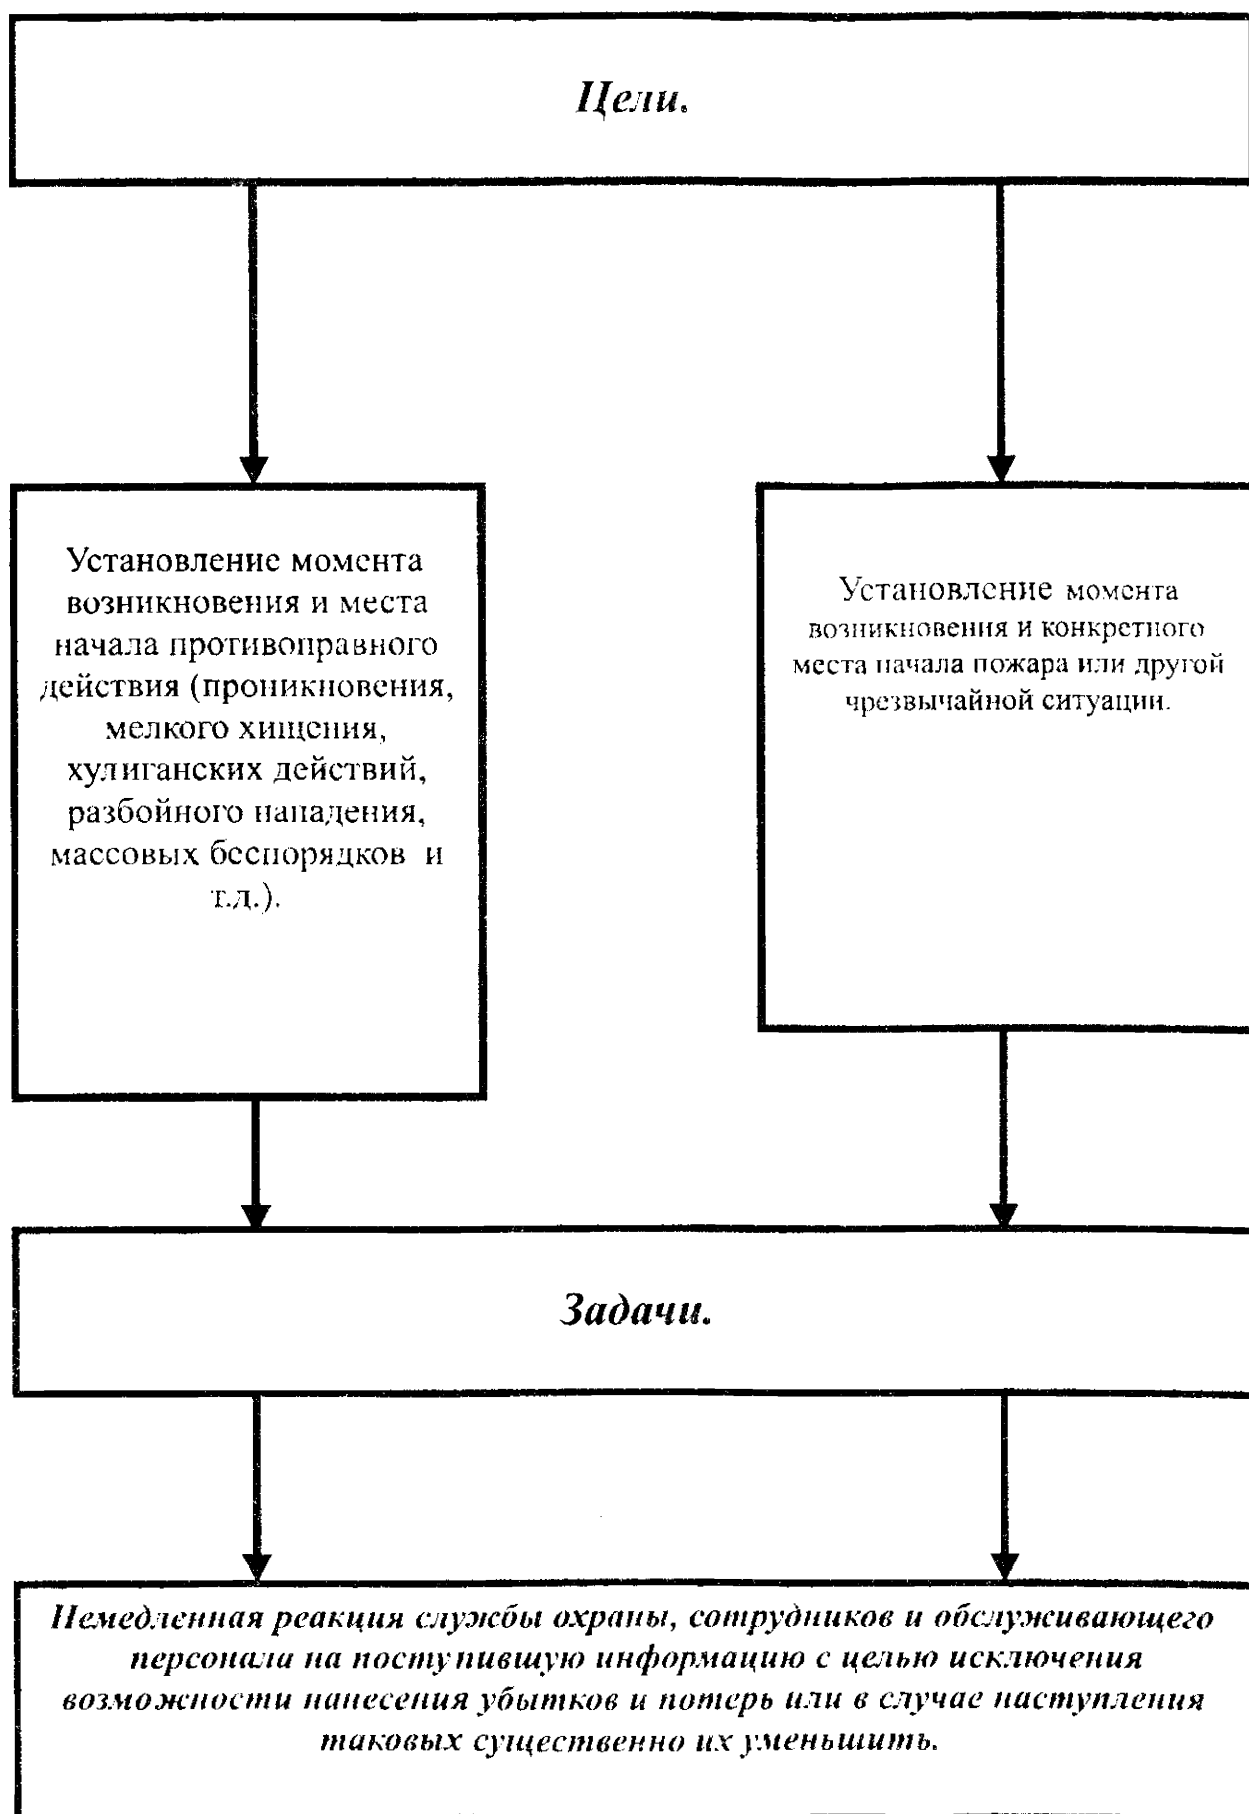 Цели.
Установление момента
возникновения и места
начала противоправного
действия (проникновения,
мелкого хищения,
хулиганских действий,
разбойного нападения,
массовых беспорядков и
т.д.).
Установление момента
возникновения и конкретного
места начала пожара или другой
чрезвычайной ситуации.
Задачи.
Немедленная реакция службы охраны, сотрудников и обслуживающего
персонала на поступившую информацию с целью исключения
возможности нанесения убытков и потерь или в случае наступления
таковых существенно их уменьшить.